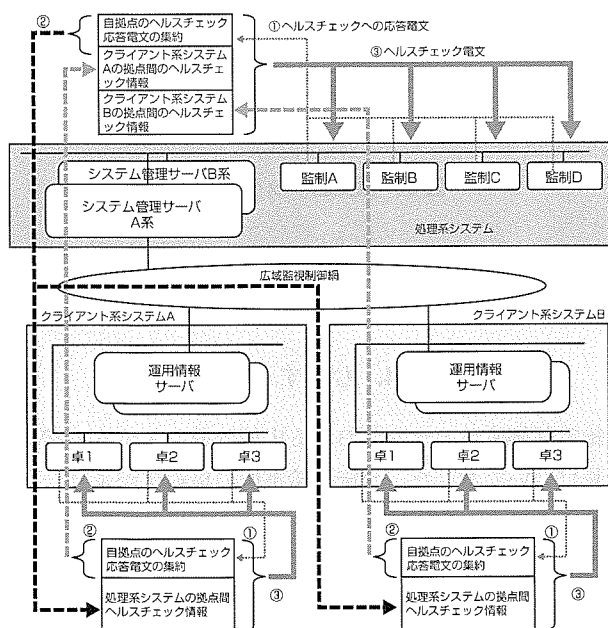 ②
自拠点のヘルスチェック
応答電文の集約
クライアント系システム
Aの拠点間のヘルスチェ
ック情報
クライアント系システム
Bの拠点間のヘルスチェ
ック情報
①ヘルスチェックへの応答電文
③ヘルスチェック電文
システム管理サーバB系
システム管理サーバ
A系
監制A
監制B
監制C
監制D
処理系システム
広域監視制御網
クライアント系システムA
運用情報
サーバ
卓1
卓2
卓3
クライアント系システムB
運用情報
サーバ
卓1
卓2
卓3
②
①
自拠点のヘルスチェック
応答電文の集約
処理系システムの拠点間
ヘルスチェック情報
③
②
①
自拠点のヘルスチェック
応答電文の集約
処理系システムの拠点間
ヘルスチェック情報
③